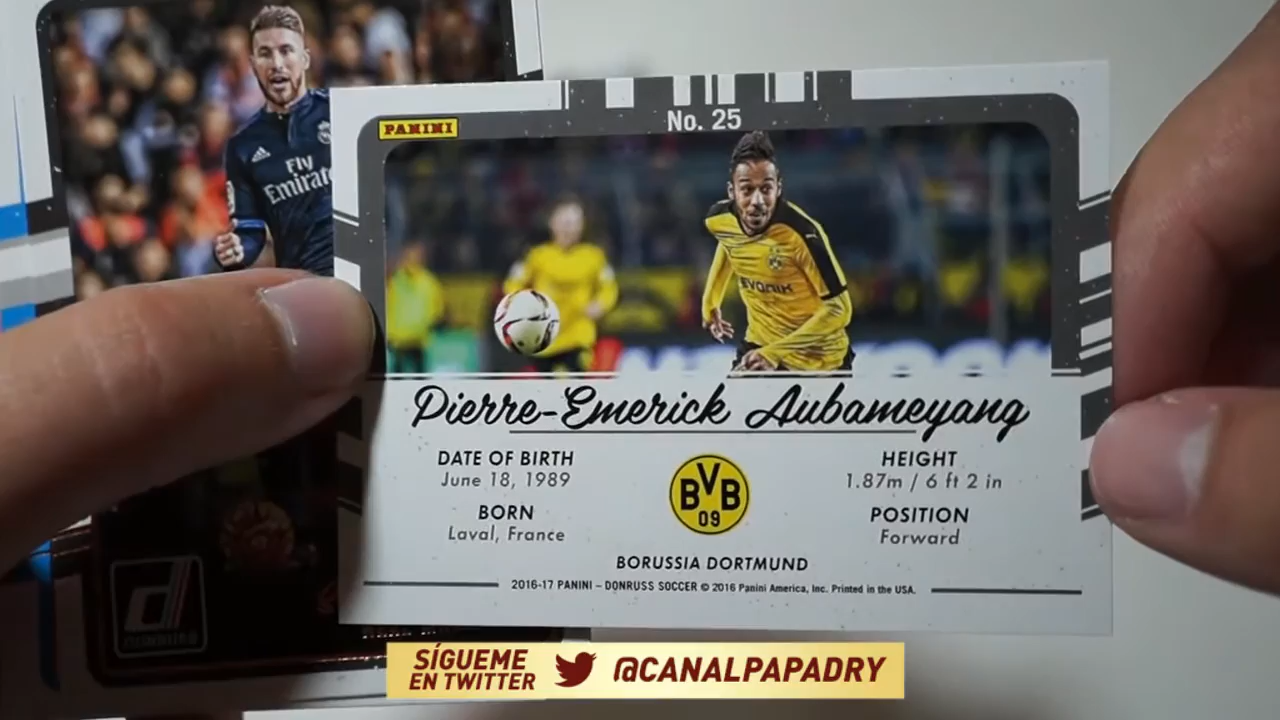 Fly
Emirates
PANINI
No. 25
EVONIK
Pierre-Emerick Aubameyang
DATE OF BIRTH
June 18, 1989
BORN
Laval, France
BVB
09
HEIGHT
1.87m / 6 ft 2 in
POSITION
Forward
BORUSSIA DORTMUND
2016-17 PANINI – DONRUSS SOCCER © 2016 Panini America, Inc. Printed in the USA.
d
SÍGUEME
EN TWITTER
@CANALPAPADRY